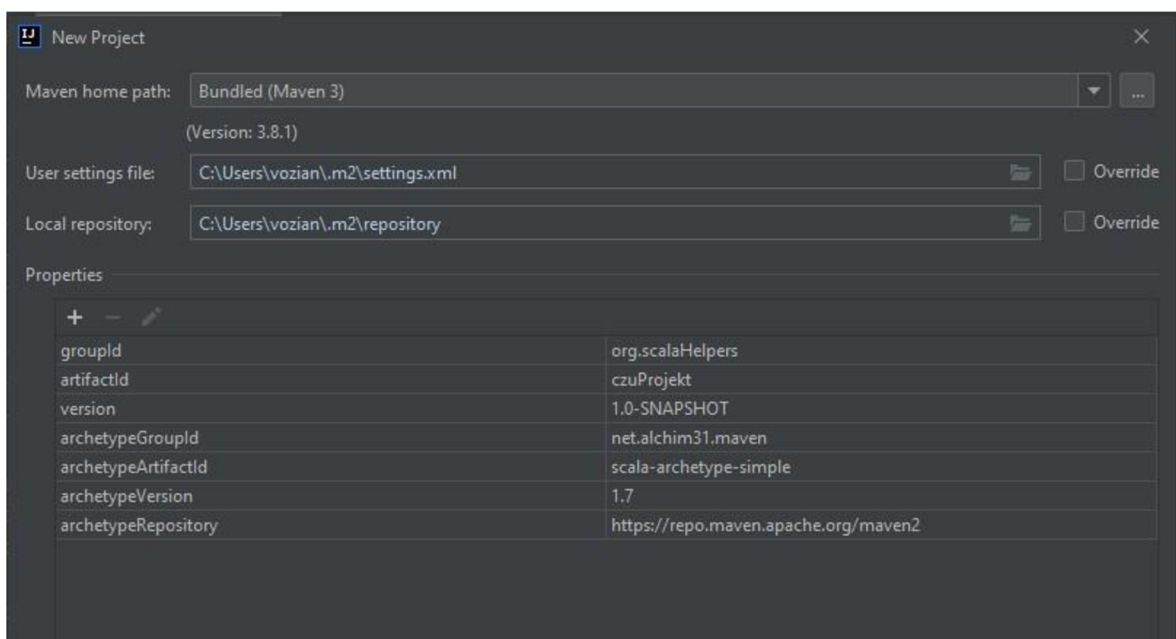 New Project
Maven home path: Bundled (Maven 3) ...
(Version: 3.8.1)
User settings file: C:\Users\vozian\.m2\settings.xml Override
Local repository: C:\Users\vozian\.m2\repository Override
Properties
groupId org.scalaHelpers
artifactId czuProjekt
version 1.0-SNAPSHOT
archetypeGroupId net.alchim31.maven
archetypeArtifactId scala-archetype-simple
archetypeVersion 1.7
archetypeRepository https://repo.maven.apache.org/maven2